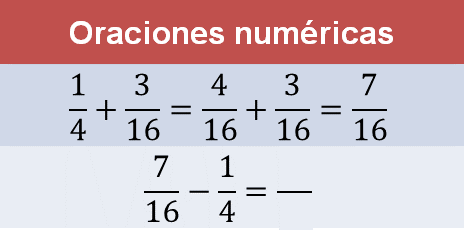 Oraciones numéricas
1/4 + 3/16 = 4/16 + 3/16 = 7/16
7/16 − 1/4 = —